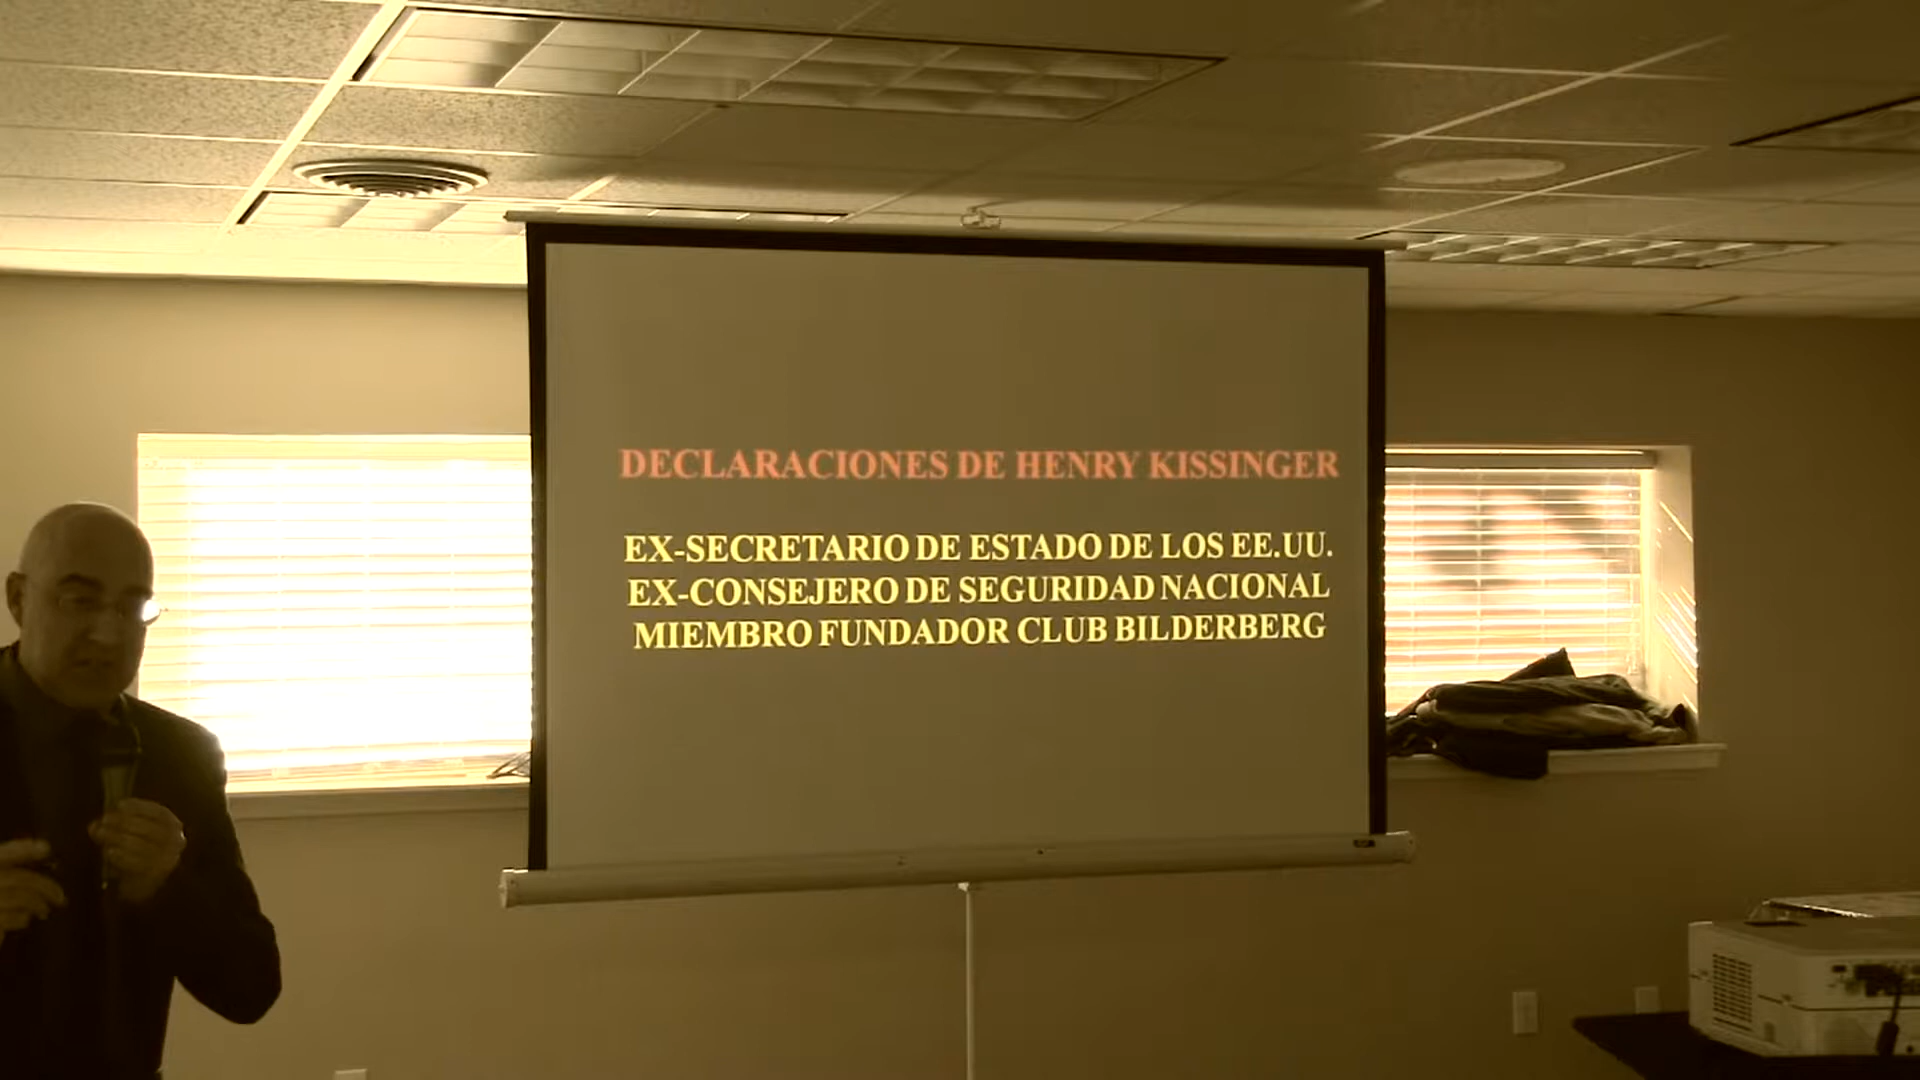 DECLARACIONES DE HENRY KISSINGER
EX-SECRETARIO DE ESTADO DE LOS EE.UU.
EX-CONSEJERO DE SEGURIDAD NACIONAL
MIEMBRO FUNDADOR CLUB BILDERBERG